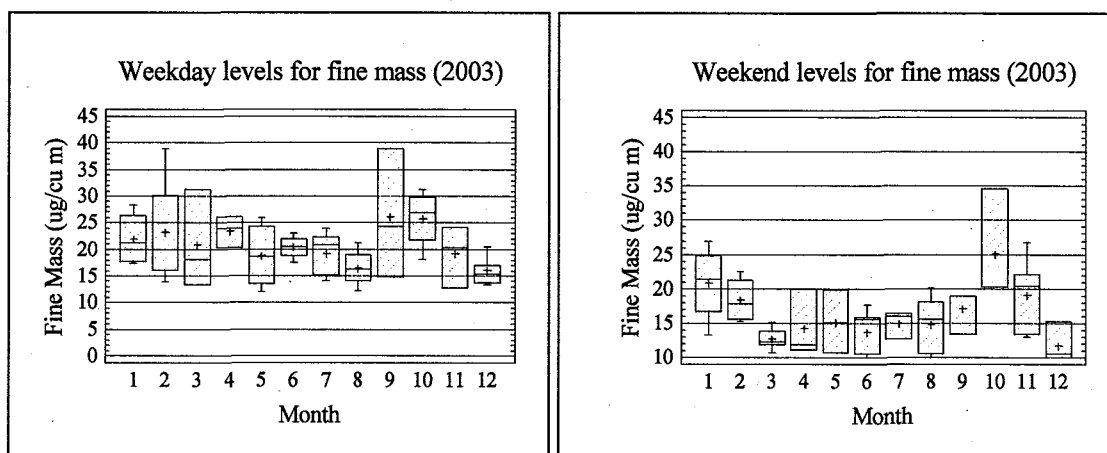 Weekday levels for fine mass (2003)
Fine Mass (ug/cu m)
45
40
35
30
25
20
15
10
5
0
1 2 3 4 5 6 7 8 9 10 11 12
Month
Weekend levels for fine mass (2003)
Fine Mass (ug/cu m)
45
40
35
30
25
20
15
10
1 2 3 4 5 6 7 8 9 10 11 12
Month